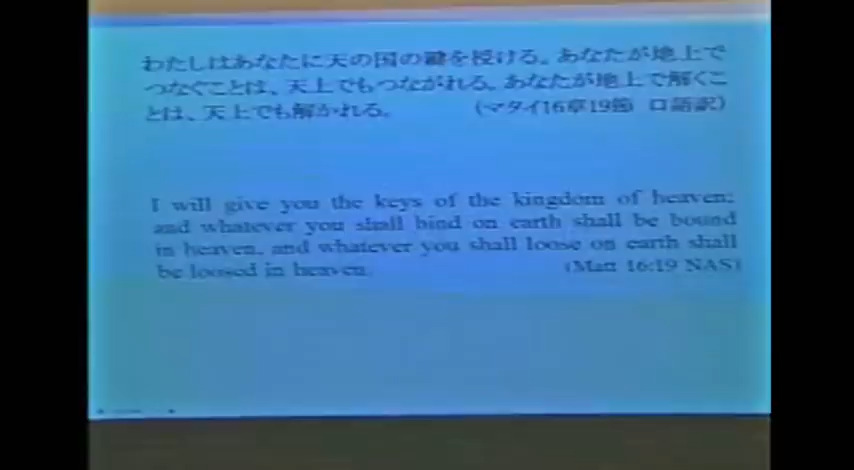 わたしはあなたに天の国の鍵を授ける。あなたが地上で
つなぐことは、天上でもつながれる。あなたが地上で解くこ
とは、天上でも解かれる。 (マタイ16章19節 口語訳)
I will give you the keys of the kingdom of heaven;
and whatever you shall bind on earth shall be bound
in heaven, and whatever you shall loose on earth shall
be loosed in heaven. (Matt 16:19 NAS)